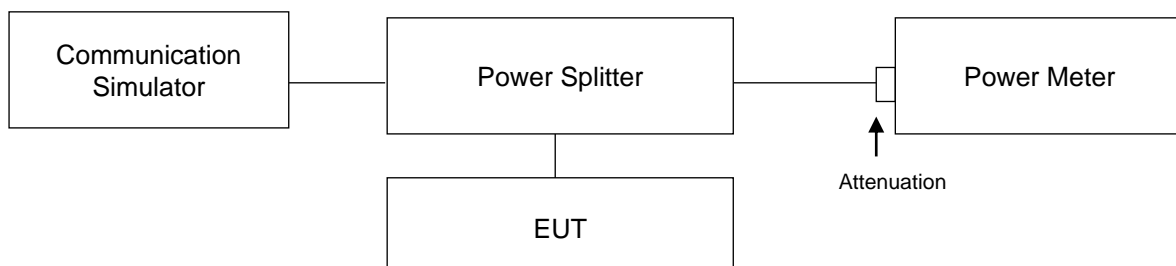 Communication
Simulator
Power Splitter
Power Meter
Attenuation
EUT